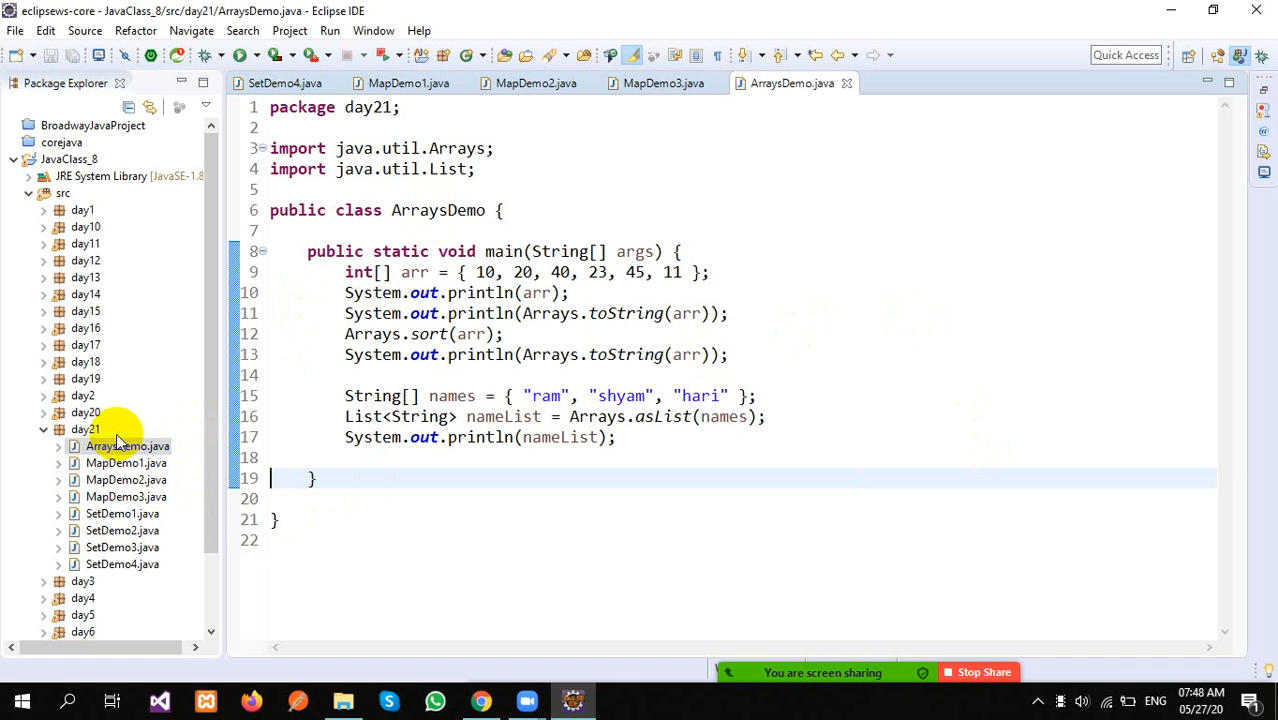 eclipsews-core - JavaClass_8/src/day21/ArraysDemo.java - Eclipse IDE
File Edit Source Refactor Navigate Search Project Run Window Help
Quick Access
Package Explorer
SetDemo4.java MapDemo1.java MapDemo2.java MapDemo3.java ArraysDemo.java
BroadwayJavaProject
corejava
JavaClass_8
JRE System Library [JavaSE-1.8
src
day1
day10
day11
day12
day13
day14
day15
day16
day17
day18
day19
day2
day20
day21
ArraysDemo.java
MapDemo1.java
MapDemo2.java
MapDemo3.java
SetDemo1.java
SetDemo2.java
SetDemo3.java
SetDemo4.java
day3
day4
day5
day6
1 package day21;
2
3 import java.util.Arrays;
4 import java.util.List;
5
6 public class ArraysDemo {
7
8 public static void main(String[] args) {
9 int[] arr = { 10, 20, 40, 23, 45, 11 };
10 System.out.println(arr);
11 System.out.println(Arrays.toString(arr));
12 Arrays.sort(arr);
13 System.out.println(Arrays.toString(arr));
14
15 String[] names = { "ram", "shyam", "hari" };
16 List<String> nameList = Arrays.asList(names);
17 System.out.println(nameList);
18
19 }
20
21 }
22
You are screen sharing Stop Share
ENG
07:48 AM
05/27/20
1